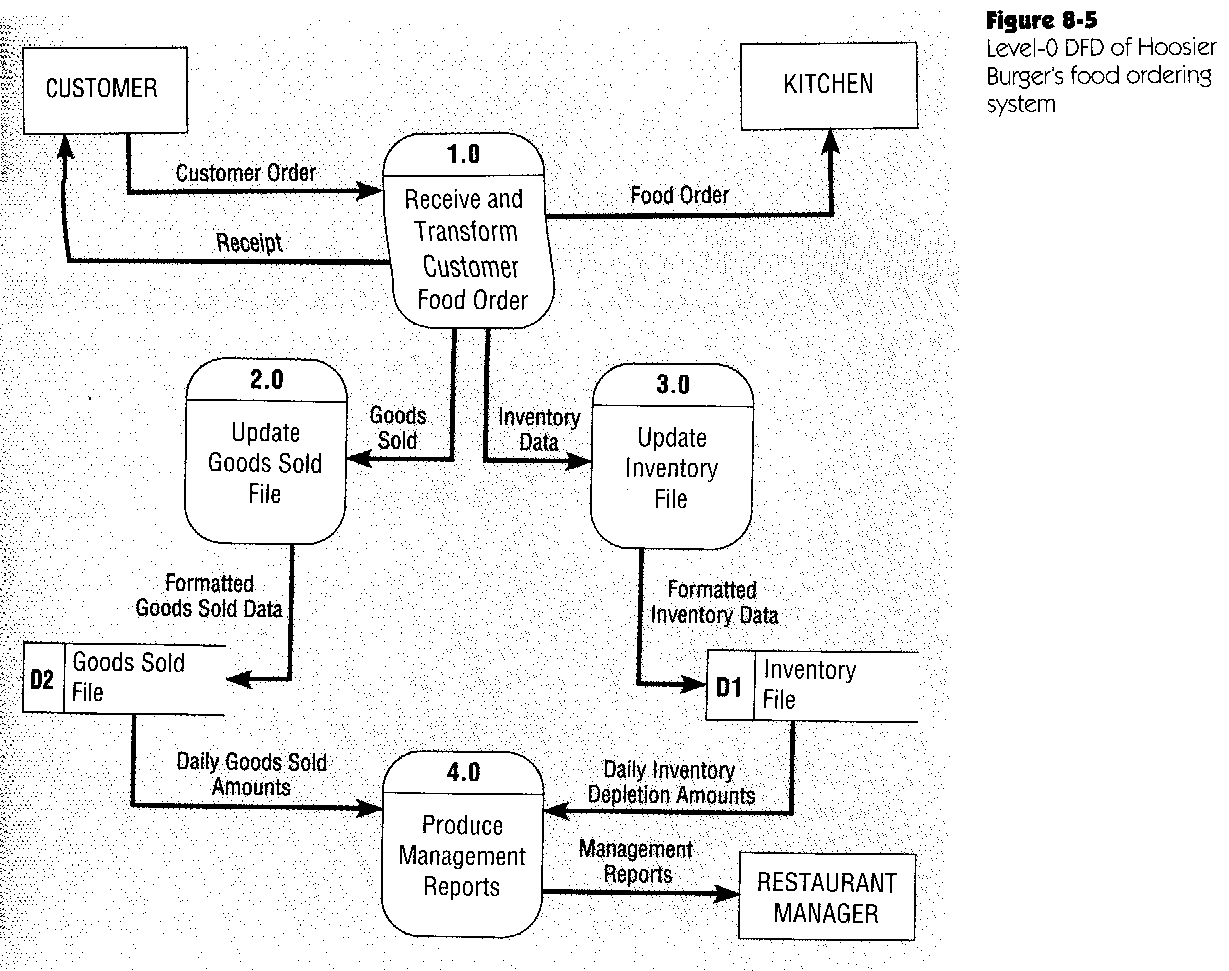 Figure 8-5
Level-0 DFD of Hoosier
Burger's food ordering
system
CUSTOMER
KITCHEN
1.0
Receive and
Transform
Customer
Food Order
Customer Order
Food Order
Receipt
2.0
Update
Goods Sold
File
Goods
Sold
Inventory
Data
3.0
Update
Inventory
File
Formatted
Goods Sold Data
Formatted
Inventory Data
D2
Goods Sold
File
D1
Inventory
File
Daily Goods Sold
Amounts
4.0
Produce
Management
Reports
Daily Inventory
Depletion Amounts
Management
Reports
RESTAURANT
MANAGER